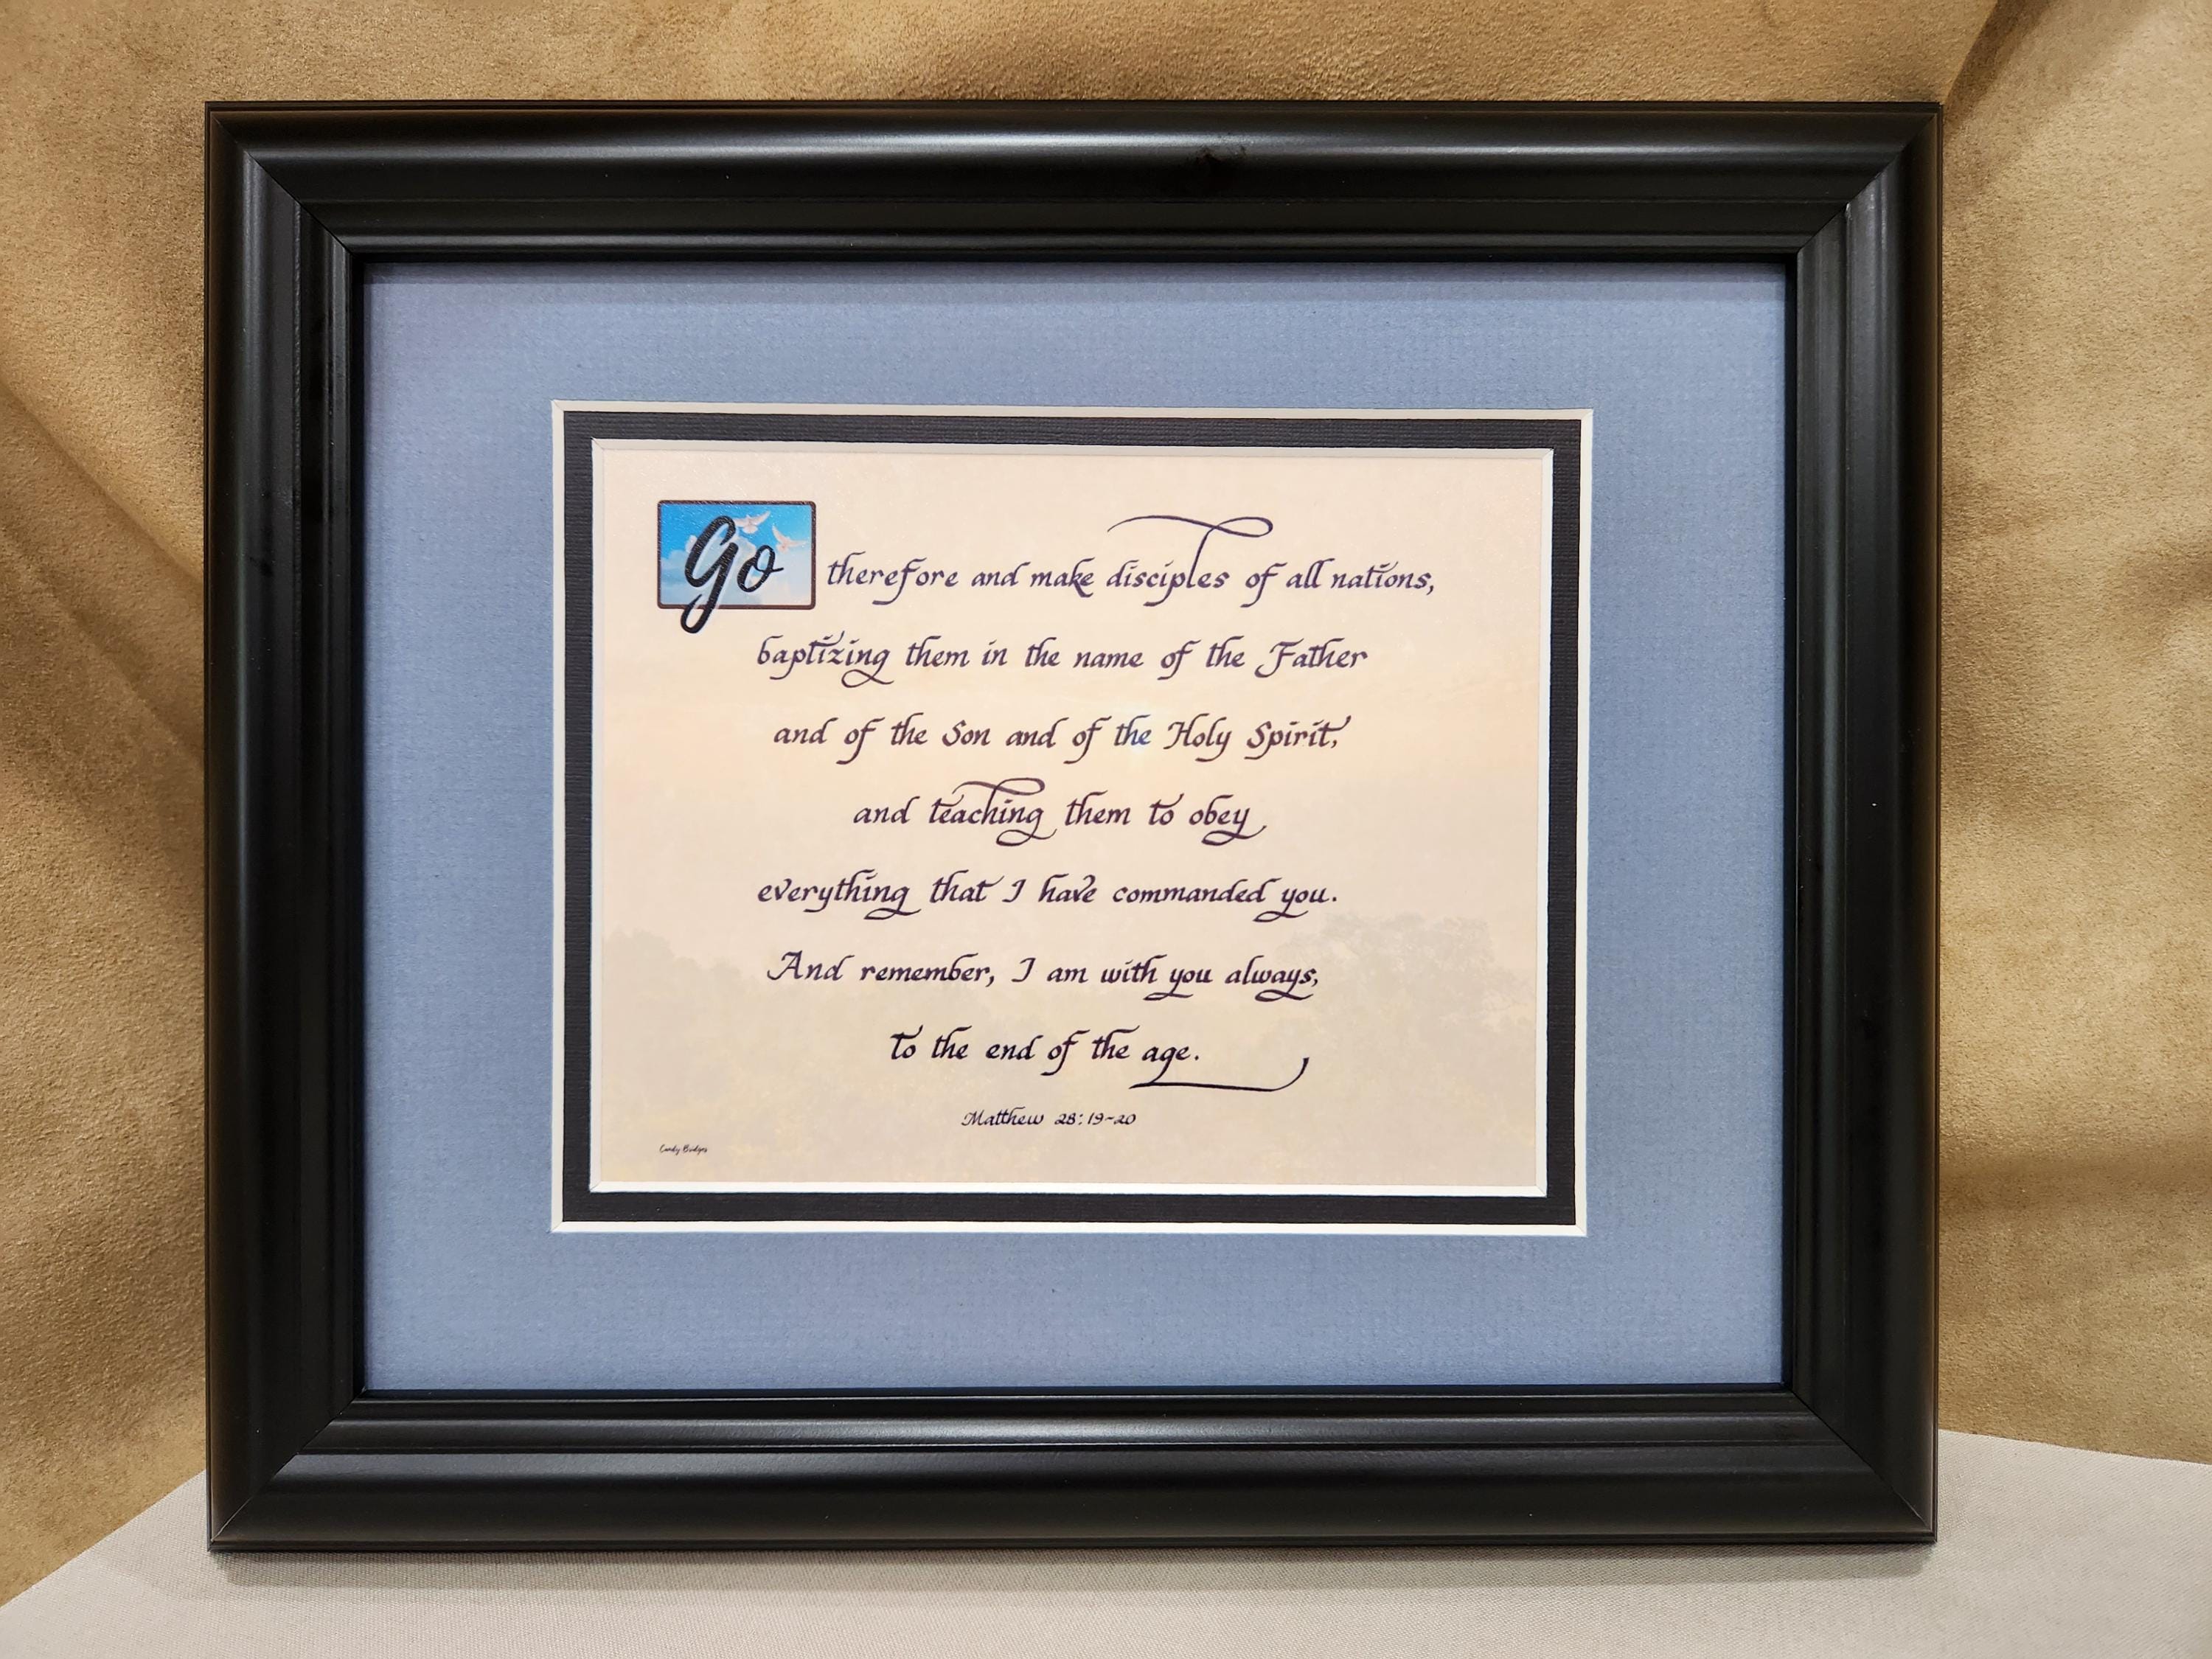 Go therefore and make disciples of all nations,
baptizing them in the name of the Father
and of the Son and of the Holy Spirit,
and teaching them to obey
everything that I have commanded you.
And remember, I am with you always,
to the end of the age.
Matthew 28:19-20
Candy Bridges